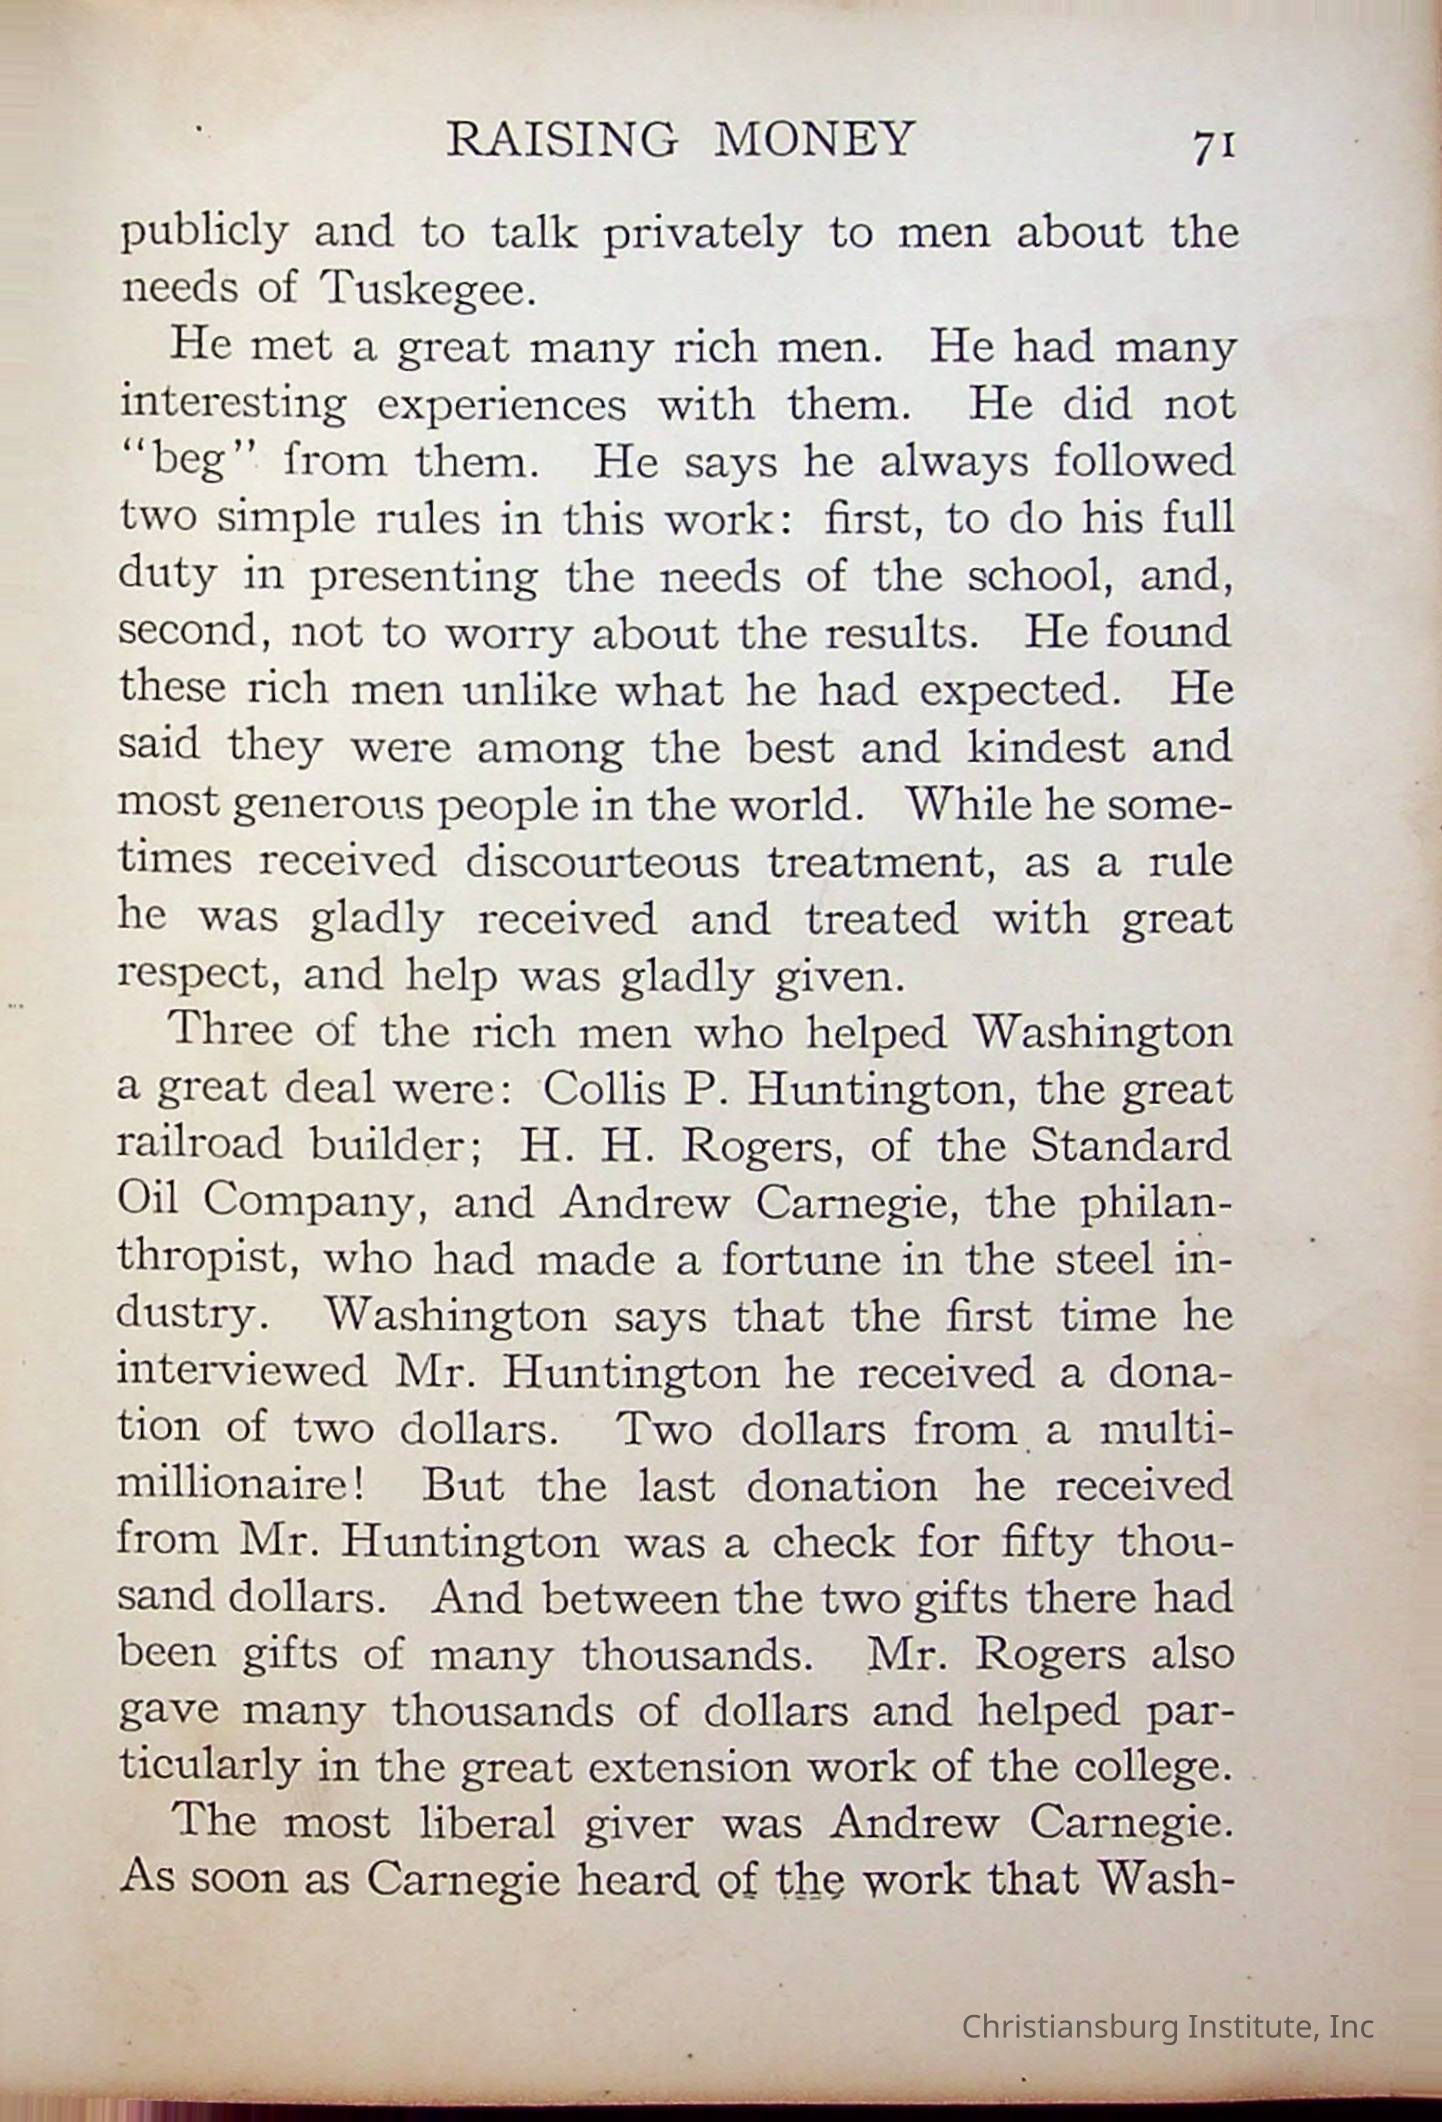 RAISING MONEY 71
publicly and to talk privately to men about the
needs of Tuskegee.
He met a great many rich men. He had many
interesting experiences with them. He did not
“beg” from them. He says he always followed
two simple rules in this work: first, to do his full
duty in presenting the needs of the school, and,
second, not to worry about the results. He found
these rich men unlike what he had expected. He
said they were among the best and kindest and
most generous people in the world. While he some-
times received discourteous treatment, as a rule
he was gladly received and treated with great
respect, and help was gladly given.
Three of the rich men who helped Washington
a great deal were: Collis P. Huntington, the great
railroad builder; H. H. Rogers, of the Standard
Oil Company, and Andrew Carnegie, the philan-
thropist, who had made a fortune in the steel in-
dustry. Washington says that the first time he
interviewed Mr. Huntington he received a dona-
tion of two dollars. Two dollars from a multi-
millionaire! But the last donation he received
from Mr. Huntington was a check for fifty thou-
sand dollars. And between the two gifts there had
been gifts of many thousands. Mr. Rogers also
gave many thousands of dollars and helped par-
ticularly in the great extension work of the college.
The most liberal giver was Andrew Carnegie.
As soon as Carnegie heard of the work that Wash-
Christiansburg Institute, Inc